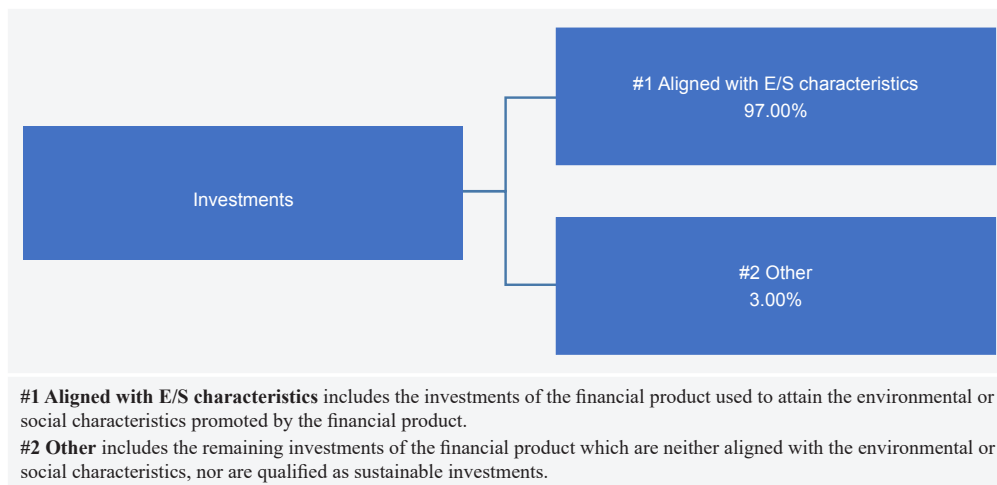 #1 Aligned with E/S characteristics
97.00%
Investments
#2 Other
3.00%
#1 Aligned with E/S characteristics includes the investments of the financial product used to attain the environmental or
social characteristics promoted by the financial product.
#2 Other includes the remaining investments of the financial product which are neither aligned with the environmental or
social characteristics, nor are qualified as sustainable investments.